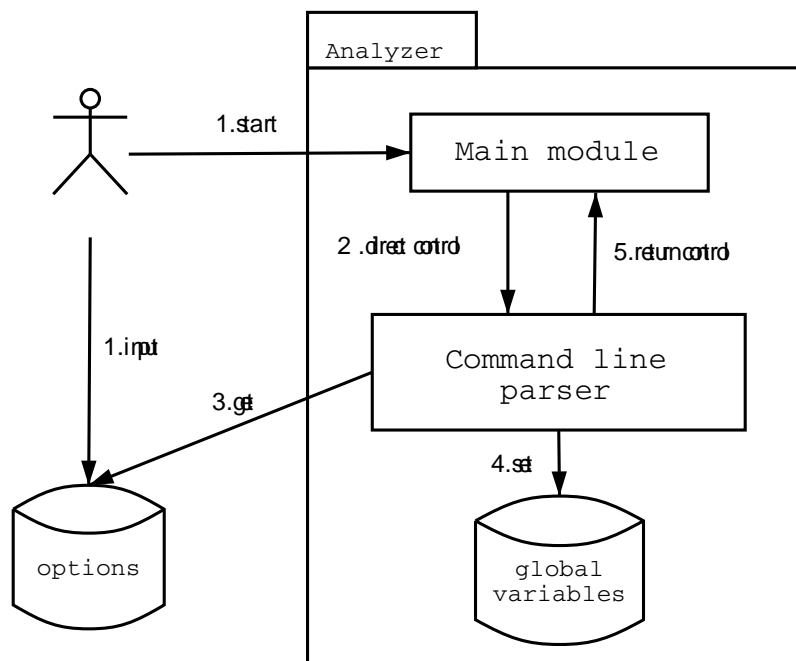 Analyzer
1.start
Main module
2 .direct control
5.return control
1.input
Command line
parser
3.get
4.set
options
global
variables